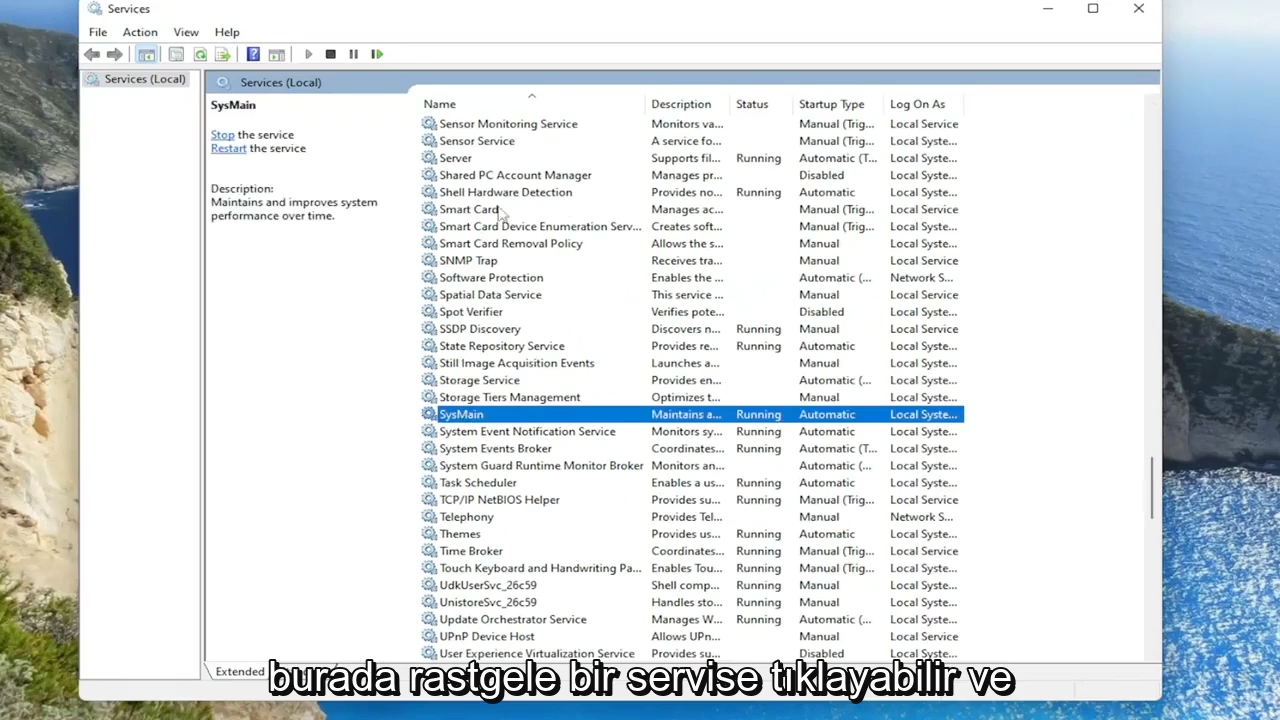 Services
File Action View Help
Services (Local)
Services (Local)
SysMain
Stop the service
Restart the service
Description:
Maintains and improves system
performance over time.
Name Description Status Startup Type Log On As
Sensor Monitoring Service Monitors va... Manual (Trig... Local Service
Sensor Service A service fo... Manual (Trig... Local Syste...
Server Supports fil... Running Automatic (T... Local Syste...
Shared PC Account Manager Manages pr... Disabled Local Syste...
Shell Hardware Detection Provides no... Running Automatic Local Syste...
Smart Card Manages ac... Manual (Trig... Local Service
Smart Card Device Enumeration Serv... Creates soft... Manual (Trig... Local Syste...
Smart Card Removal Policy Allows the s... Manual Local Syste...
SNMP Trap Receives tra... Manual Local Service
Software Protection Enables the ... Automatic (... Network S...
Spatial Data Service This service ... Manual Local Service
Spot Verifier Verifies pote... Disabled Local Syste...
SSDP Discovery Discovers n... Running Manual Local Service
State Repository Service Provides re... Running Automatic Local Syste...
Still Image Acquisition Events Launches a... Manual Local Syste...
Storage Service Provides en... Automatic (... Local Syste...
Storage Tiers Management Optimizes t... Manual Local Syste...
SysMain Maintains a... Running Automatic Local Syste...
System Event Notification Service Monitors sy... Running Automatic Local Syste...
System Events Broker Coordinates... Running Automatic (T... Local Syste...
System Guard Runtime Monitor Broker Monitors an... Running Automatic (... Local Syste...
Task Scheduler Enables a us... Running Automatic Local Syste...
TCP/IP NetBIOS Helper Provides su... Running Manual (Trig... Local Service
Telephony Provides Tel... Manual Network S...
Themes Provides us... Running Automatic Local Syste...
Time Broker Coordinates... Running Manual (Trig... Local Service
Touch Keyboard and Handwriting Pa... Enables Tou... Running Manual (Trig... Local Syste...
UdkUserSvc_26c59 Shell comp... Running Manual Local Syste...
UnistoreSvc_26c59 Handles sto... Running Manual Local Syste...
Update Orchestrator Service Manages W... Running Automatic (... Local Syste...
UPnP Device Host Allows UPn... Running Manual Local Service
User Experience Virtualization Service Provides su... Disabled Local Syste...
Extended
burada rastgele bir servise tıklayabilir ve